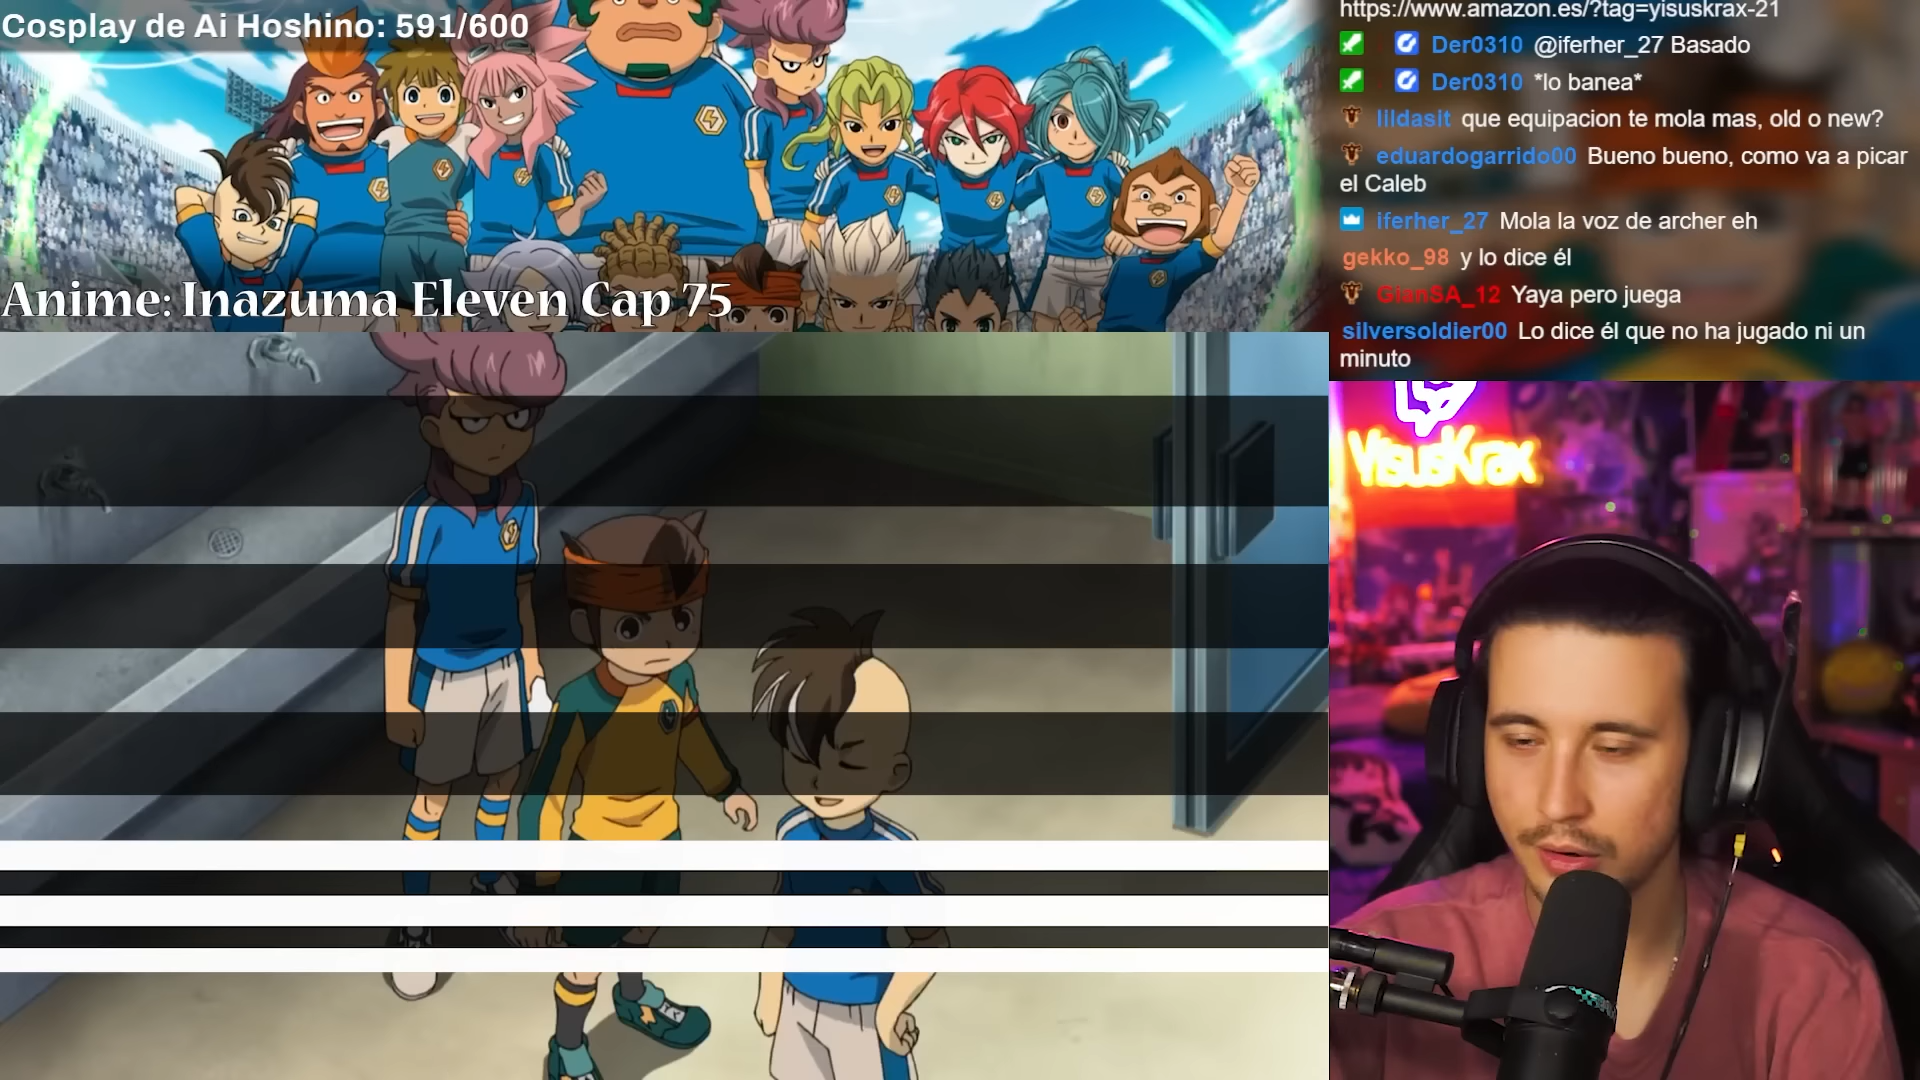 Cosplay de Ai Hoshino: 591/600
Anime: Inazuma Eleven Cap 75
https://www.amazon.es/?tag=yisuskrax-21
Der0310 @iferher_27 Basado
Der0310 *lo banea*
lildasit que equipacion te mola mas, old o new?
eduardogarrido00 Bueno bueno, como va a picar
el Caleb
iferher_27 Mola la voz de archer eh
gekko_98 y lo dice él
GianSA_12 Yaya pero juega
silversoldier00 Lo dice él que no ha jugado ni un
minuto
YisusKrax